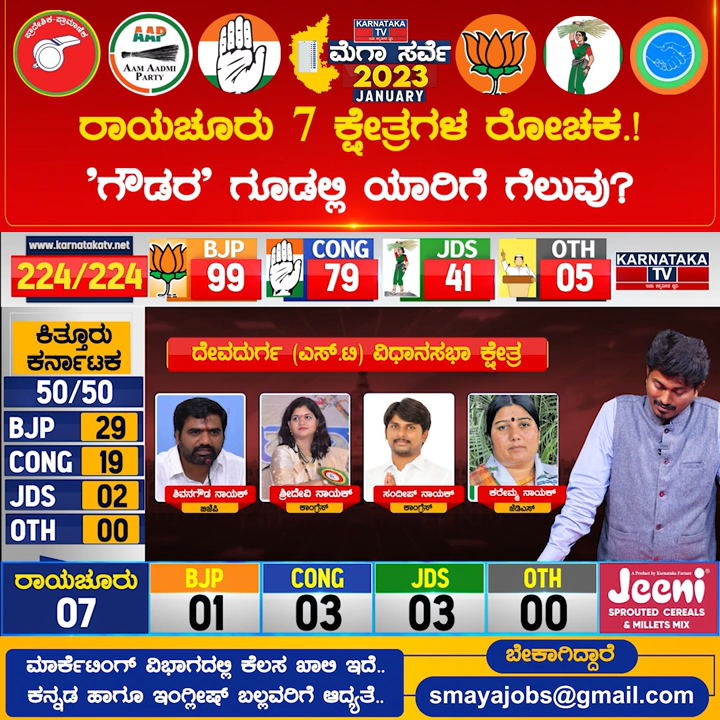 ಪ್ರಾದೇಶಿಕ-ಪ್ರಾಮಾಣಿಕ
AAP
AAM AADMI
PARTY
KARNATAKA
TV
ಮೆಗಾ ಸರ್ವೆ
2023
JANUARY
ರಾಯಚೂರು 7 ಕ್ಷೇತ್ರಗಳ ರೋಚಕ.!
'ಗೌಡರ' ಗೂಡಲ್ಲಿ ಯಾರಿಗೆ ಗೆಲುವು?
www.karnatakatv.net
224/224
BJP
99
CONG
79
JDS
41
OTH
05
KARNATAKA
TV
ಕಿತ್ತೂರು
ಕರ್ನಾಟಕ
50/50
BJP 29
CONG 19
JDS 02
OTH 00
ದೇವದುರ್ಗ (ಎಸ್.ಟಿ) ವಿಧಾನಸಭಾ ಕ್ಷೇತ್ರ
ಶಿವನಗೌಡ ನಾಯಕ್
ಬಿಜೆಪಿ
ಶ್ರೀದೇವಿ ನಾಯಕ್
ಕಾಂಗ್ರೆಸ್
ಸಂದೀಪ್ ನಾಯಕ್
ಕಾಂಗ್ರೆಸ್
ಕರೇಮ್ಮ ನಾಯಕ್
ಜೆಡಿಎಸ್
ರಾಯಚೂರು
07
BJP
01
CONG
03
JDS
03
OTH
00
A Product by Karnataka Farmer
Jeeni®
SPROUTED CEREALS
& MILLETS MIX
ಮಾರ್ಕೆಟಿಂಗ್ ವಿಭಾಗದಲ್ಲಿ ಕೆಲಸ ಖಾಲಿ ಇದೆ..
ಕನ್ನಡ ಹಾಗೂ ಇಂಗ್ಲೀಷ್ ಬಲ್ಲವರಿಗೆ ಆದ್ಯತೆ..
ಬೇಕಾಗಿದ್ದಾರೆ
smayajobs@gmail.com